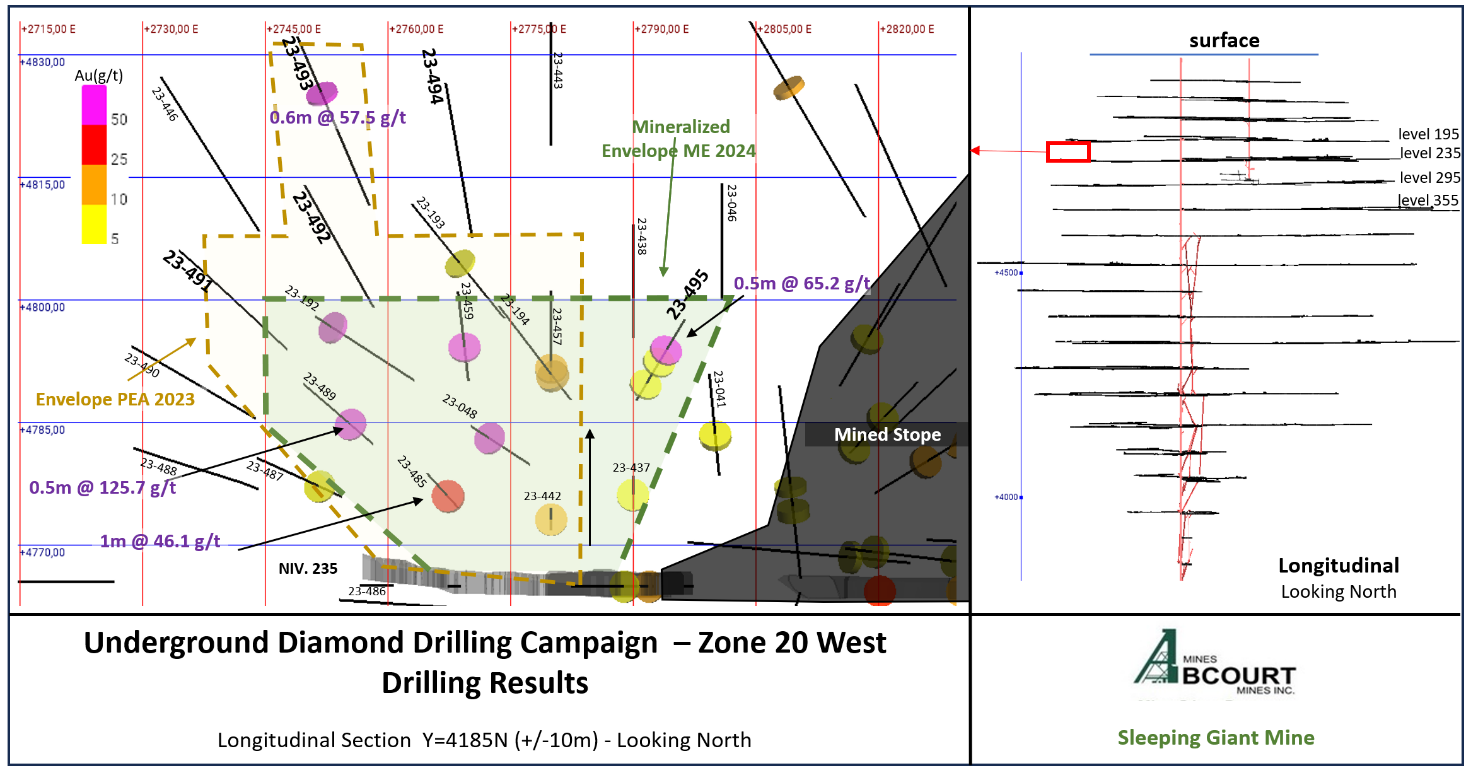 +2715,00 E
+2730,00 E
+2745,00 E
+2760,00 E
+2775,00 E
+2790,00 E
+2805,00 E
+2820,00 E
+4830,00
+4815,00
+4800,00
+4785,00
+4770,00
Au(g/t)
50
25
10
5
23-446
23-493
23-494
23-443
0.6m @ 57.5 g/t
Mineralized
Envelope ME 2024
23-492
23-193
23-438
23-046
23-491
23-192
23-459
23-194
23-457
23-495
0.5m @ 65.2 g/t
23-490
Envelope PEA 2023
23-489
23-048
23-041
Mined Stope
23-488
23-487
23-485
23-437
23-442
0.5m @ 125.7 g/t
1m @ 46.1 g/t
NIV. 235
23-486
surface
level 195
level 235
level 295
level 355
+4500
+4000
Longitudinal
Looking North
Underground Diamond Drilling Campaign – Zone 20 West
Drilling Results
Longitudinal Section Y=4185N (+/-10m) - Looking North
MINES
ABCOURT
MINES INC.
Sleeping Giant Mine